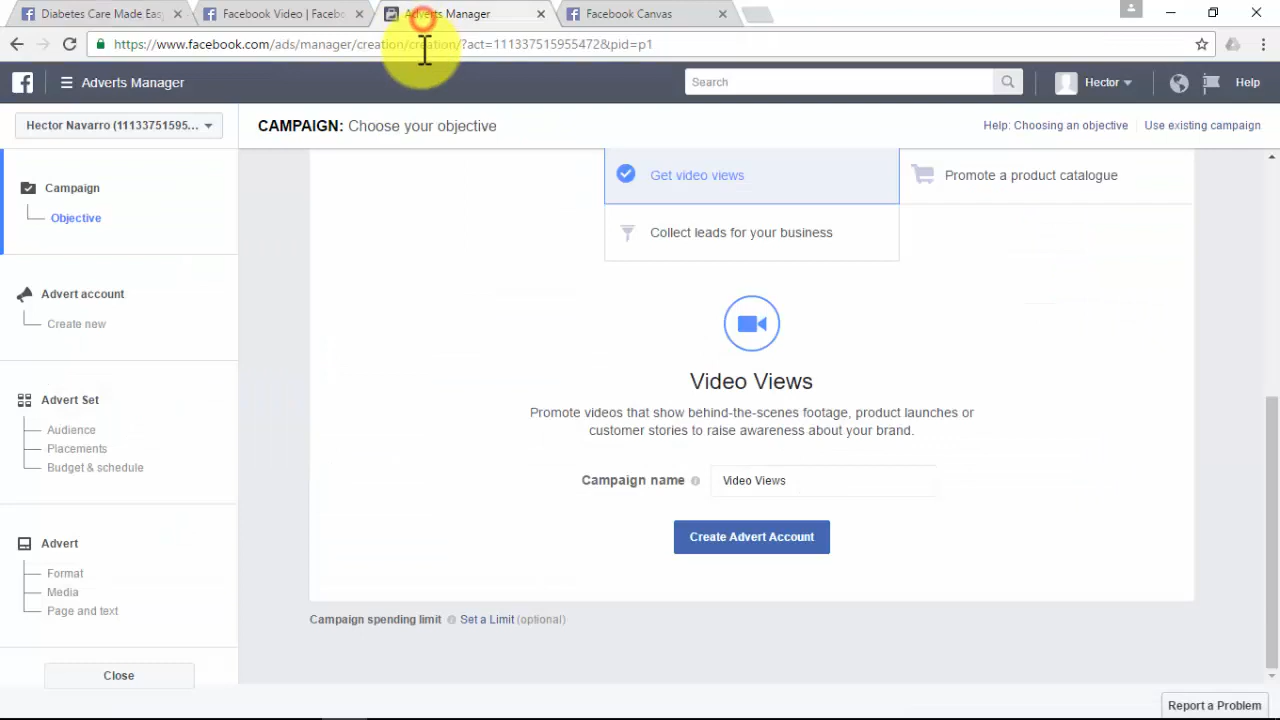 Diabetes Care Made Eas
Facebook Video | Facebo
Adverts Manager
Facebook Canvas
https://www.facebook.com/ads/manager/creation/creation/?act=111337515955472&pid=p1
Adverts Manager
Search
Hector
Help
Hector Navarro (11133751595...
CAMPAIGN: Choose your objective
Help: Choosing an objective
Use existing campaign
Campaign
Objective
Advert account
Create new
Advert Set
Audience
Placements
Budget & schedule
Advert
Format
Media
Page and text
Close
Get video views
Promote a product catalogue
Collect leads for your business
Video Views
Promote videos that show behind-the-scenes footage, product launches or
customer stories to raise awareness about your brand.
Campaign name
Video Views
Create Advert Account
Campaign spending limit Set a Limit (optional)
Report a Problem